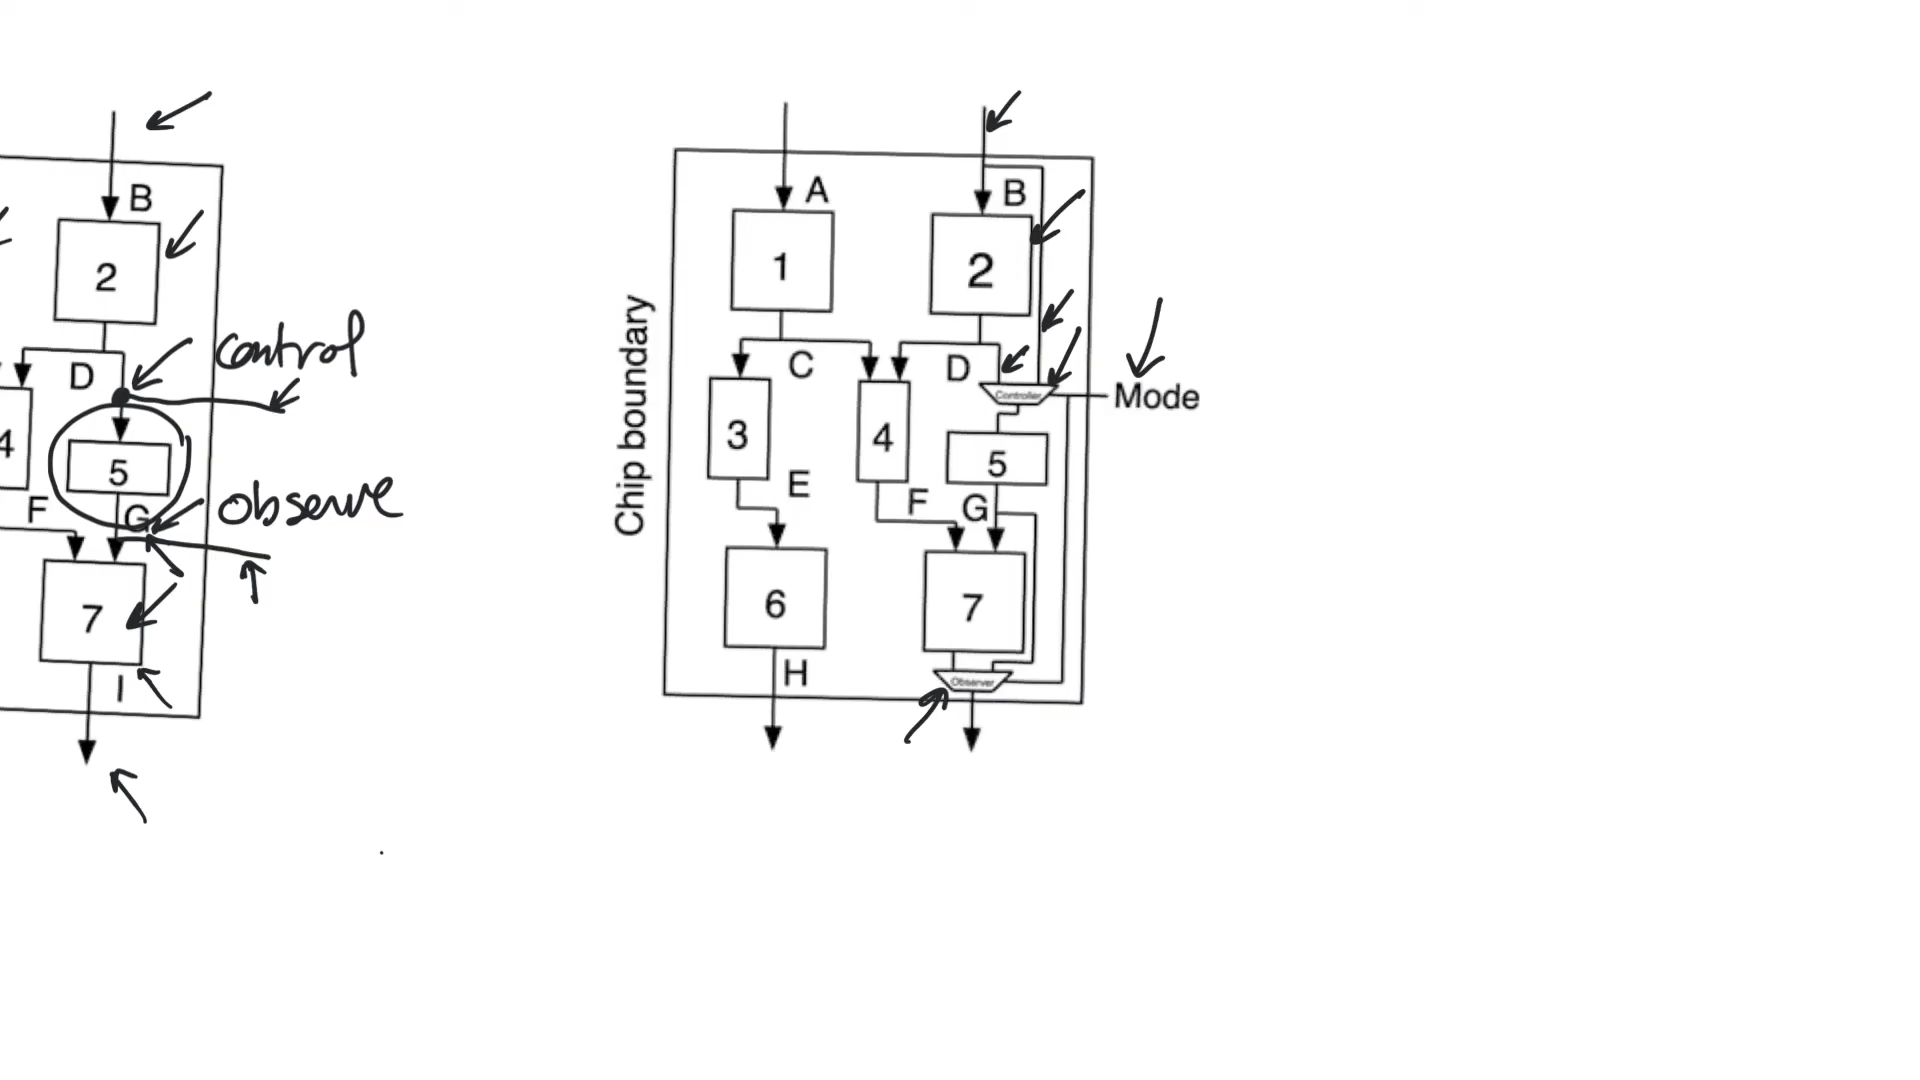 B
2
D
control
4
5
F
G
observe
7
I
Chip boundary
A
B
1
2
C
D
Controller
Mode
3
4
5
E
F
G
6
7
H
Observer